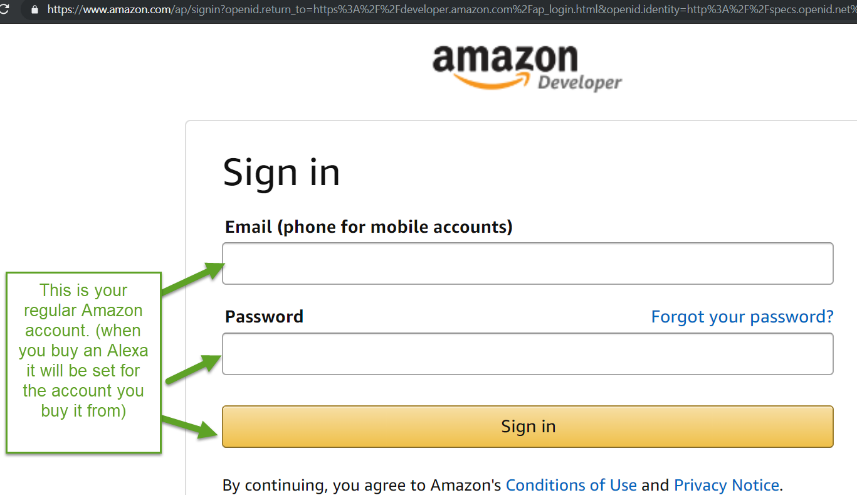 https://www.amazon.com/ap/signin?openid.return_to=https%3A%2F%2Fdeveloper.amazon.com%2Fap_login.html&openid.identity=http%3A%2F%2Fspecs.openid.net%
amazon
Developer
Sign in
Email (phone for mobile accounts)
This is your
regular Amazon
account. (when
you buy an Alexa
it will be set for
the account you
buy it from)
Password Forgot your password?
Sign in
By continuing, you agree to Amazon's Conditions of Use and Privacy Notice.